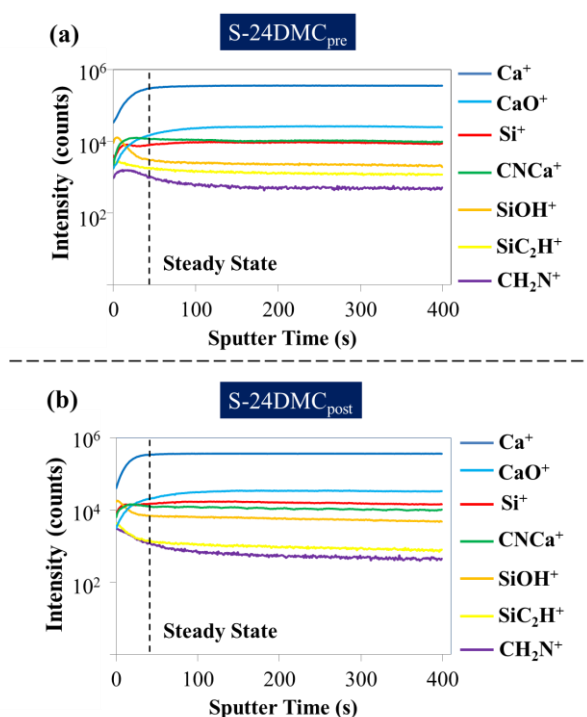 (a)
S-24DMCpre
Intensity (counts)
10⁶
10⁴
10²
Steady State
0
100
200
300
400
Sputter Time (s)
Ca⁺
CaO⁺
Si⁺
CNCa⁺
SiOH⁺
SiC₂H⁺
CH₂N⁺
(b)
S-24DMCpost
Intensity (counts)
10⁶
10⁴
10²
Steady State
0
100
200
300
400
Sputter Time (s)
Ca⁺
CaO⁺
Si⁺
CNCa⁺
SiOH⁺
SiC₂H⁺
CH₂N⁺